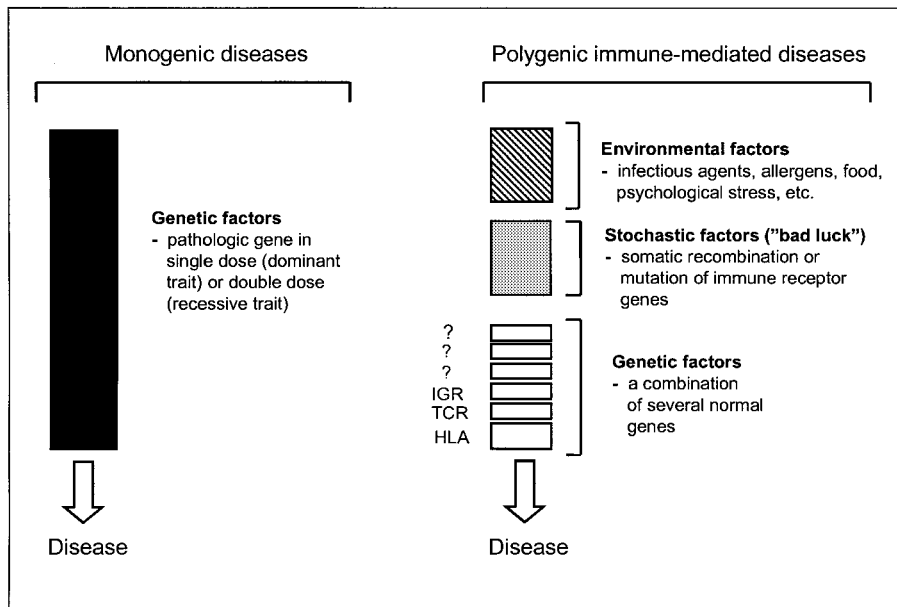 Monogenic diseases
Genetic factors
- pathologic gene in
single dose (dominant
trait) or double dose
(recessive trait)
Disease
Polygenic immune-mediated diseases
Environmental factors
- infectious agents, allergens, food,
psychological stress, etc.
Stochastic factors ("bad luck")
- somatic recombination or
mutation of immune receptor
genes
?
?
?
IGR
TCR
HLA
Genetic factors
- a combination
of several normal
genes
Disease